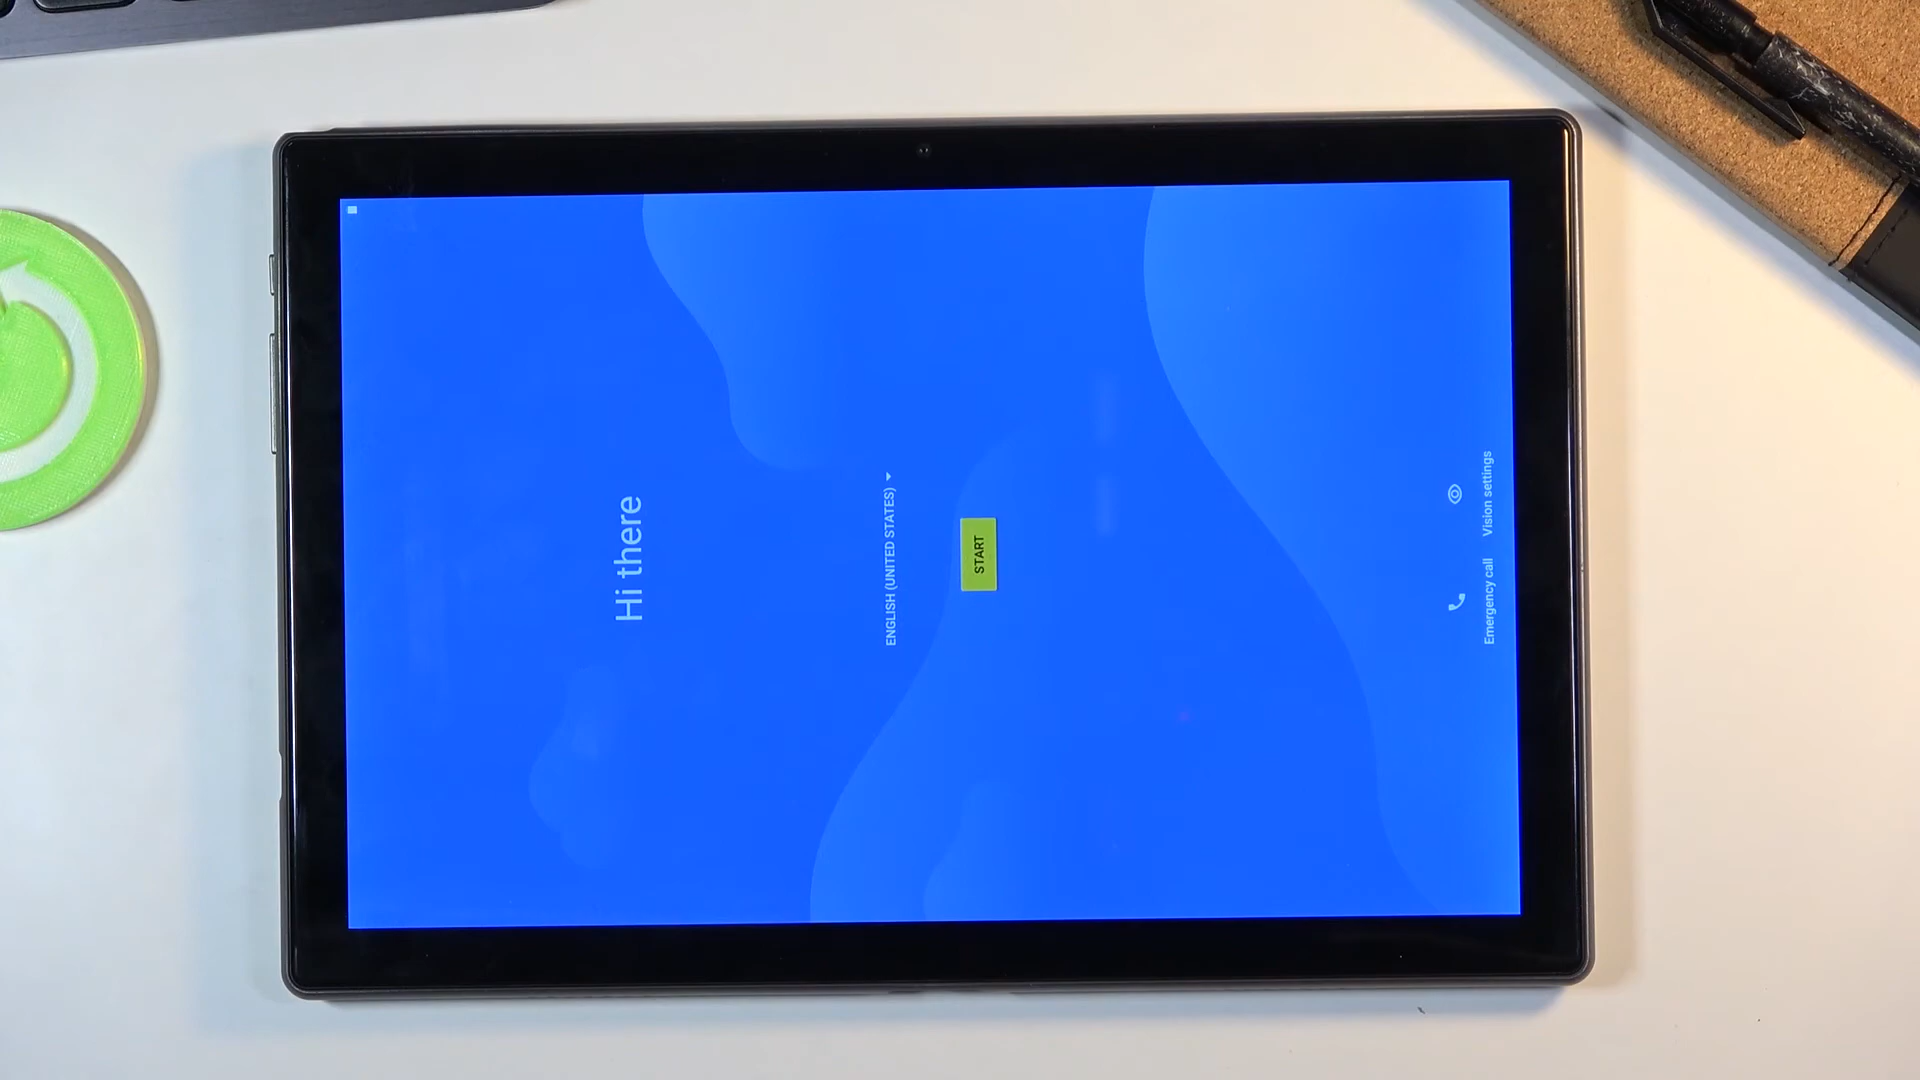 Hi there
ENGLISH (UNITED STATES)
START
Emergency call
Vision settings